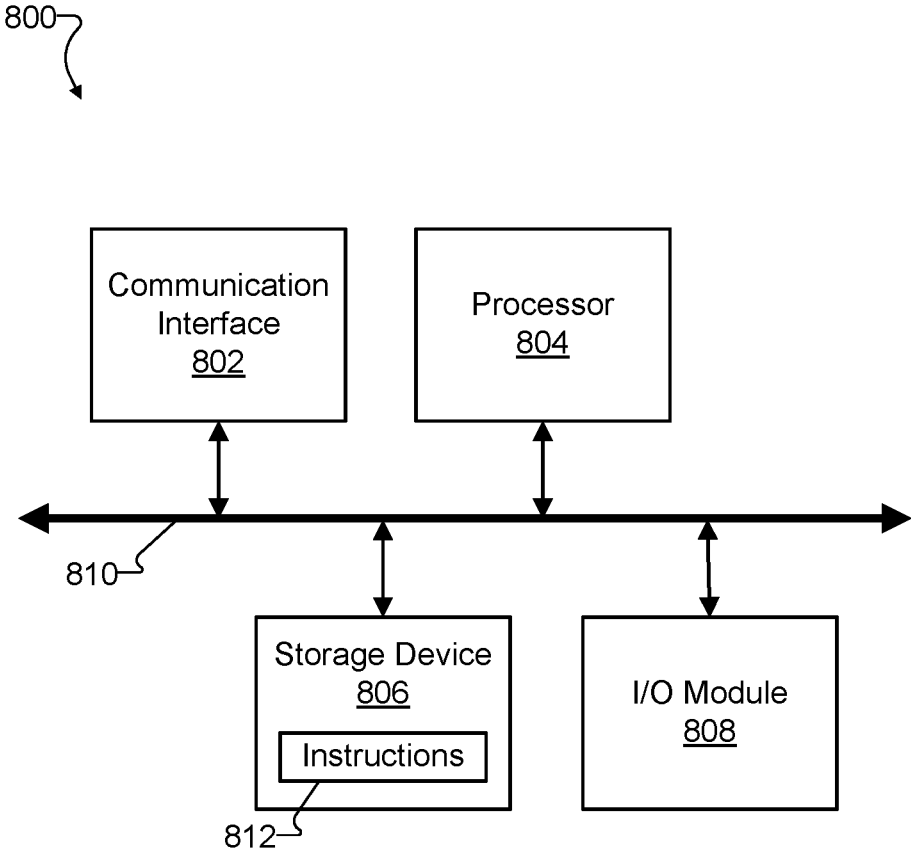 800
Communication
Interface
802
Processor
804
810
Storage Device
806
Instructions
812
I/O Module
808